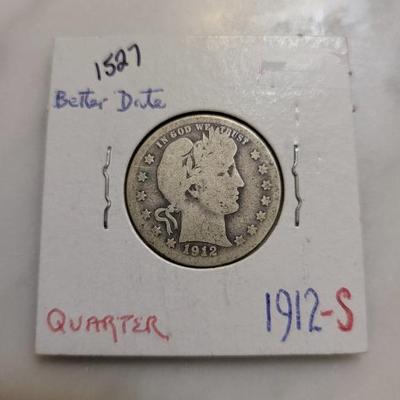 1527
Better Date
IN GOD WE TRUST
1912
QUARTER
1912-S